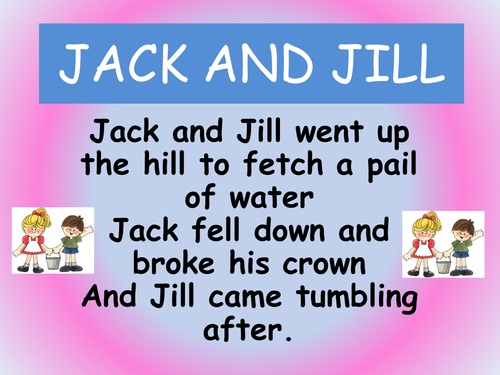 JACK AND JILL
Jack and Jill went up
the hill to fetch a pail
of water
Jack fell down and
broke his crown
And Jill came tumbling
after.